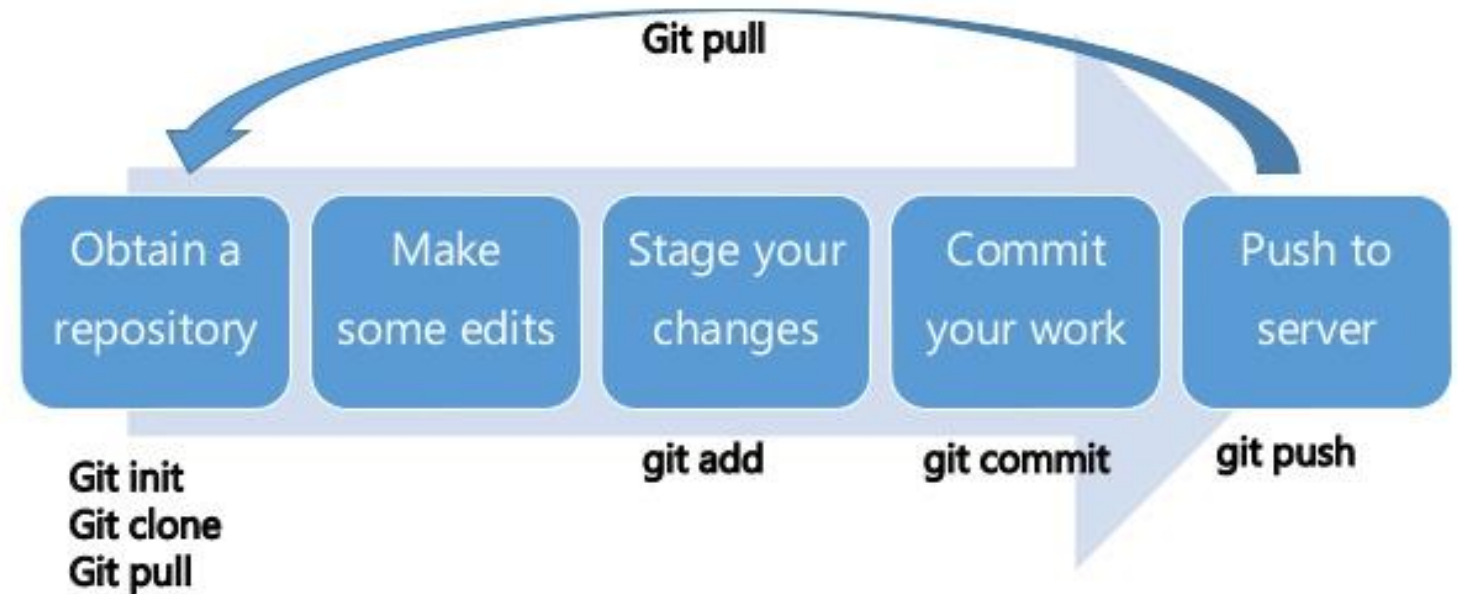 Git pull
Obtain a
repository
Make
some edits
Stage your
changes
Commit
your work
Push to
server
Git init
Git clone
Git pull
git add
git commit
git push